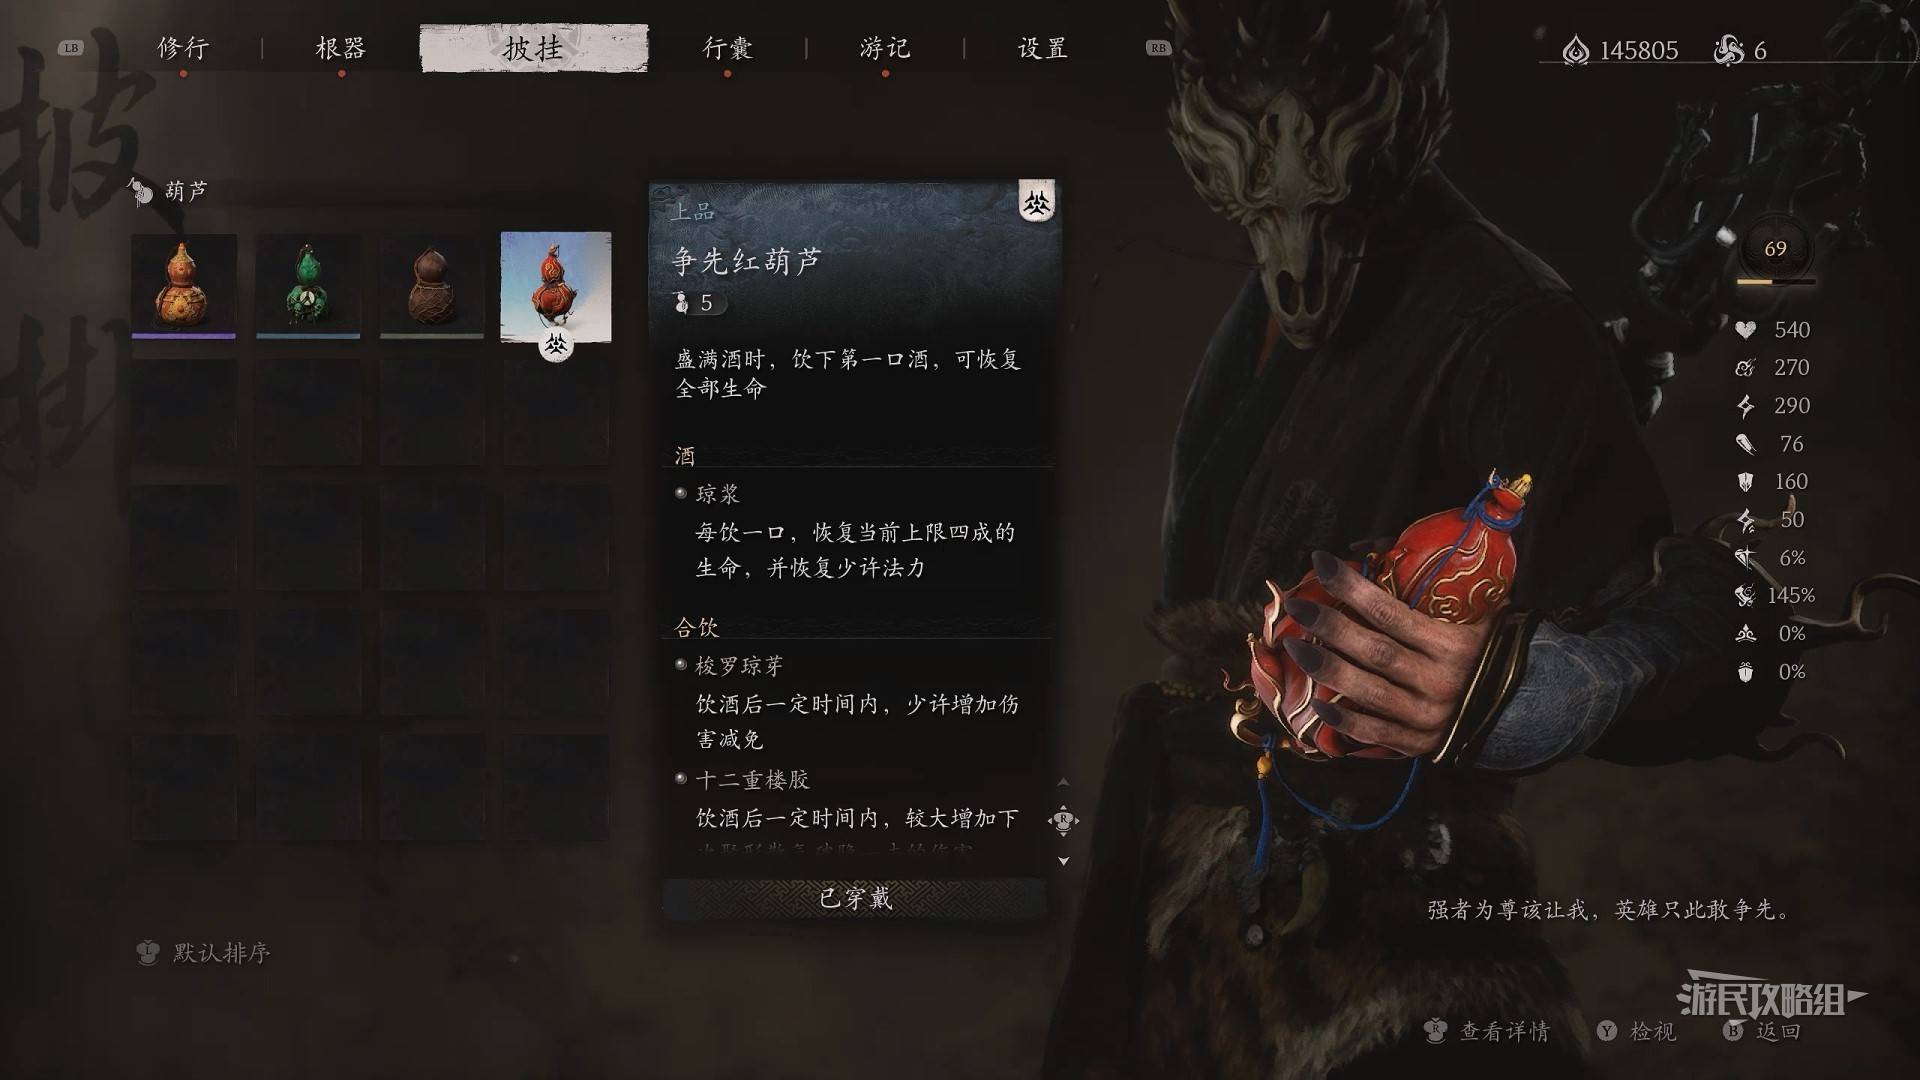 LB
修行
根器
披挂
行囊
游记
设置
RB
145805
6
披挂
葫芦
上品
争先红葫芦
5
盛满酒时，饮下第一口酒，可恢复
全部生命
酒
琼浆
每饮一口，恢复当前上限四成的
生命，并恢复少许法力
合饮
梭罗琼芽
饮酒后一定时间内，少许增加伤
害减免
十二重楼胶
饮酒后一定时间内，较大增加下
R
已穿戴
69
540
270
290
76
160
50
6%
145%
0%
0%
强者为尊该让我，英雄只此敢争先。
L 默认排序
游民攻略组
R 查看详情
Y 检视
B 返回